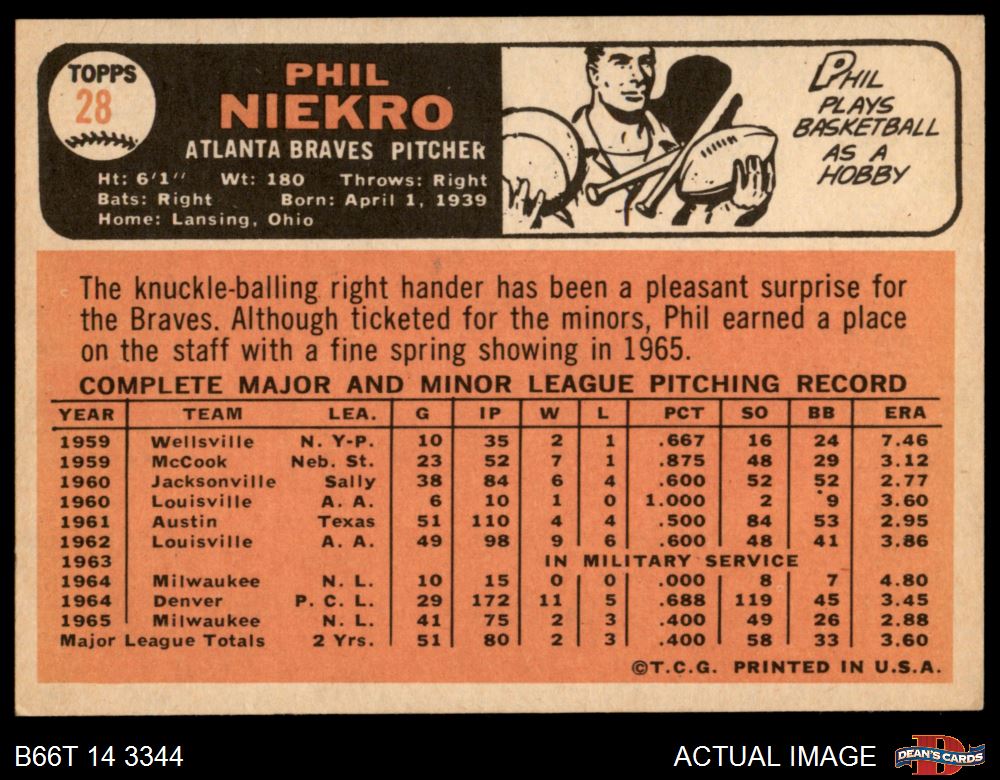 TOPPS
28
PHIL
NIEKRO
ATLANTA BRAVES PITCHER
Ht: 6'1" Wt: 180 Throws: Right
Bats: Right Born: April 1, 1939
Home: Lansing, Ohio
PHIL
PLAYS
BASKETBALL
AS A
HOBBY
The knuckle-balling right hander has been a pleasant surprise for
the Braves. Although ticketed for the minors, Phil earned a place
on the staff with a fine spring showing in 1965.
COMPLETE MAJOR AND MINOR LEAGUE PITCHING RECORD
YEAR TEAM LEA. G IP W L PCT SO BB ERA
1959 Wellsville N. Y-P. 10 35 2 1 .667 16 24 7.46
1959 McCook Neb. St. 23 52 7 1 .875 48 29 3.12
1960 Jacksonville Sally 38 84 6 4 .600 52 52 2.77
1960 Louisville A. A. 6 10 1 0 1.000 2 9 3.60
1961 Austin Texas 51 110 4 4 .500 84 53 2.95
1962 Louisville A. A. 49 98 9 6 .600 48 41 3.86
1963 IN MILITARY SERVICE
1964 Milwaukee N. L. 10 15 0 0 .000 8 7 4.80
1964 Denver P. C. L. 29 172 11 5 .688 119 45 3.45
1965 Milwaukee N. L. 41 75 2 3 .400 49 26 2.88
Major League Totals 2 Yrs. 51 80 2 3 .400 58 33 3.60
©T.C.G. PRINTED IN U.S.A.
B66T 14 3344
ACTUAL IMAGE
DEAN'S CARDS